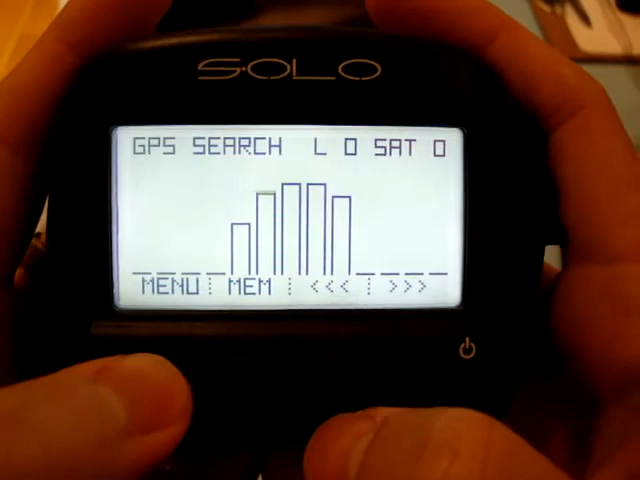 SOLO
GPS SEARCH L 0 SAT 0
MENU MEM <<< >>>